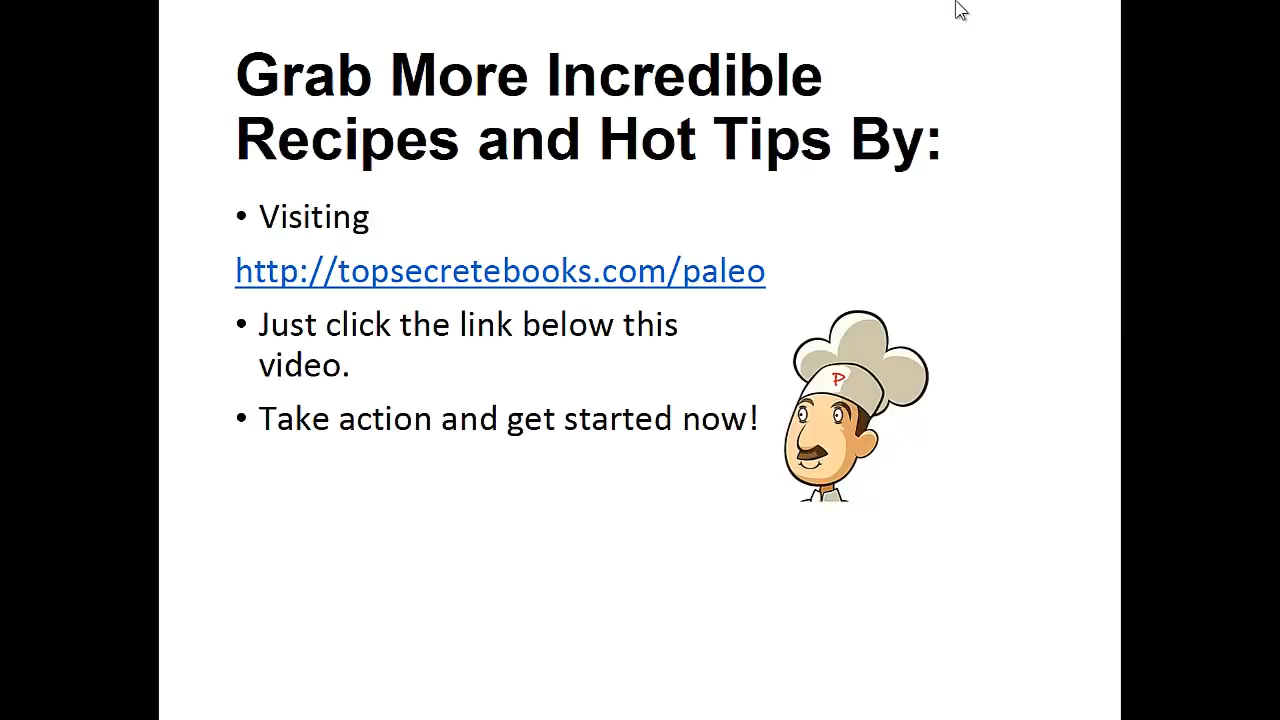 Grab More Incredible
Recipes and Hot Tips By:
• Visiting
http://topsecretebooks.com/paleo
• Just click the link below this
video.
• Take action and get started now!
P